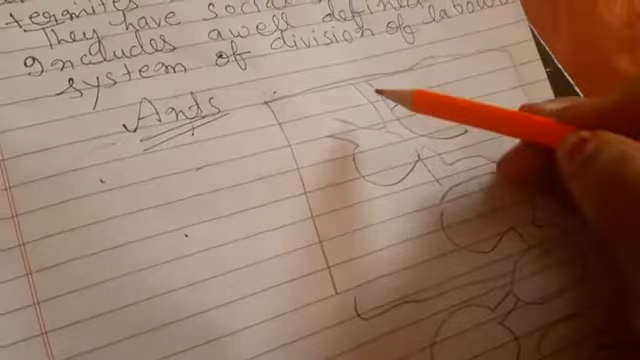 termites
They have social
Includes a well defined
system of division of labour
Ants